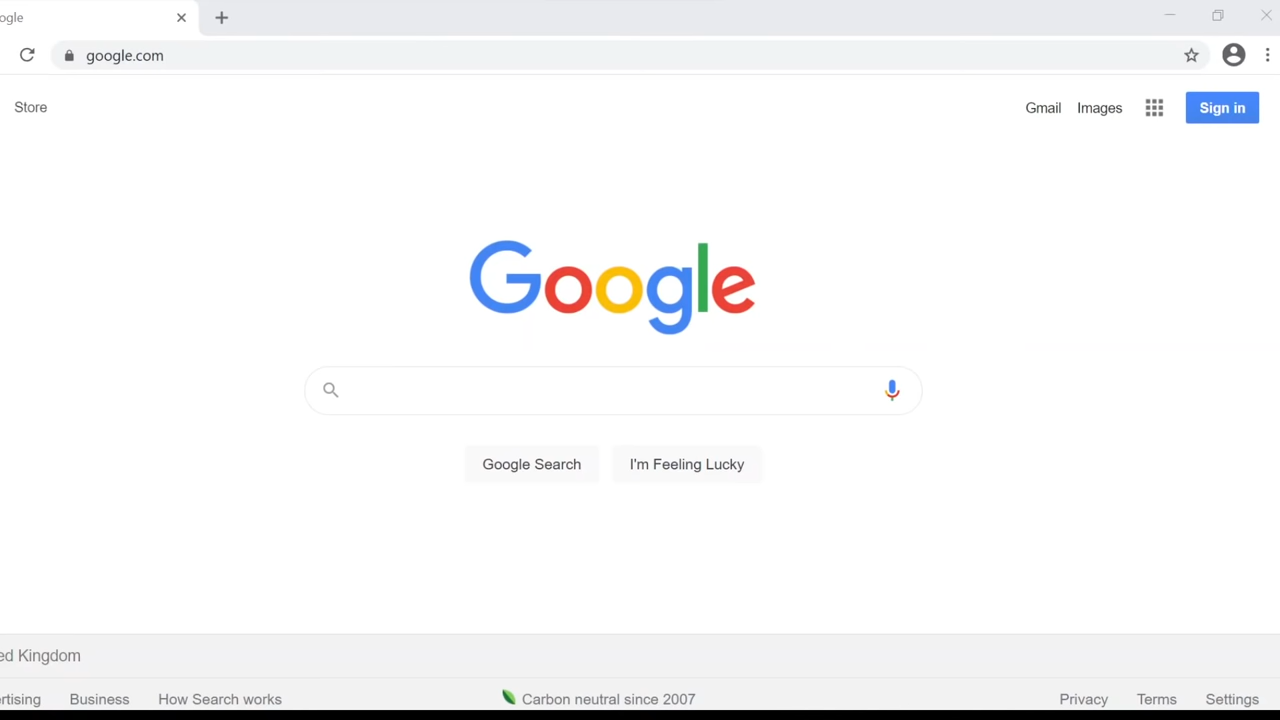 ogle
google.com
Store
Gmail Images Sign in
Google
Google Search I'm Feeling Lucky
ed Kingdom
rtising Business How Search works Carbon neutral since 2007 Privacy Terms Settings